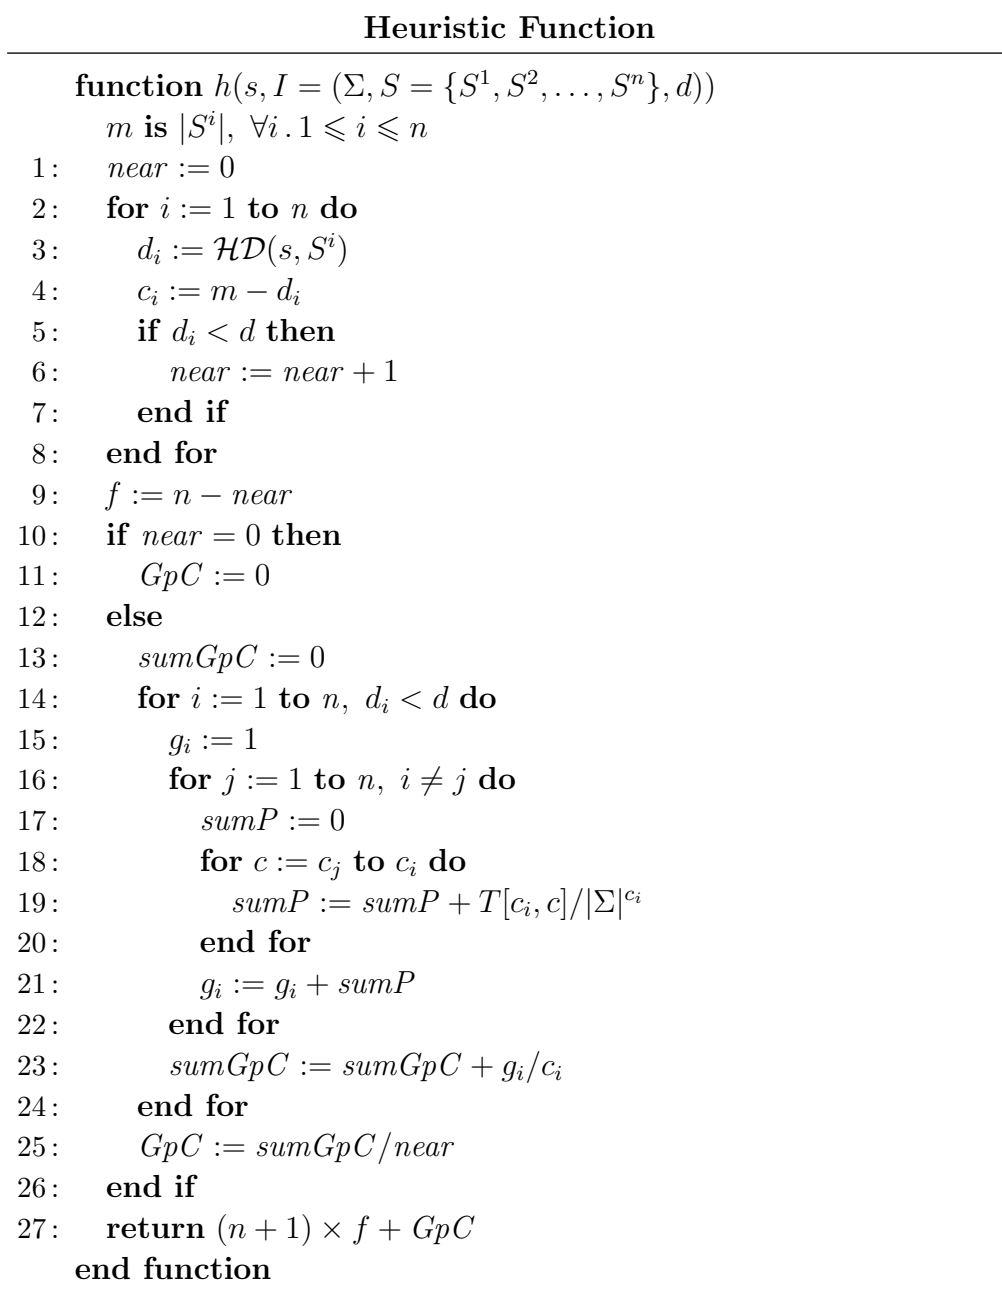 Heuristic Function
function h(s, I = (Σ, S = {S¹, S², . . . , Sⁿ}, d))
m is |Sⁱ|, ∀i . 1 ⩽ i ⩽ n
1: near := 0
2: for i := 1 to n do
3: dᵢ := ℋ𝒟(s, Sⁱ)
4: cᵢ := m − dᵢ
5: if dᵢ < d then
6: near := near + 1
7: end if
8: end for
9: f := n − near
10: if near = 0 then
11: GpC := 0
12: else
13: sumGpC := 0
14: for i := 1 to n, dᵢ < d do
15: gᵢ := 1
16: for j := 1 to n, i ≠ j do
17: sumP := 0
18: for c := cⱼ to cᵢ do
19: sumP := sumP + T[cᵢ, c]/|Σ|^{cᵢ}
20: end for
21: gᵢ := gᵢ + sumP
22: end for
23: sumGpC := sumGpC + gᵢ/cᵢ
24: end for
25: GpC := sumGpC/near
26: end if
27: return (n + 1) × f + GpC
end function